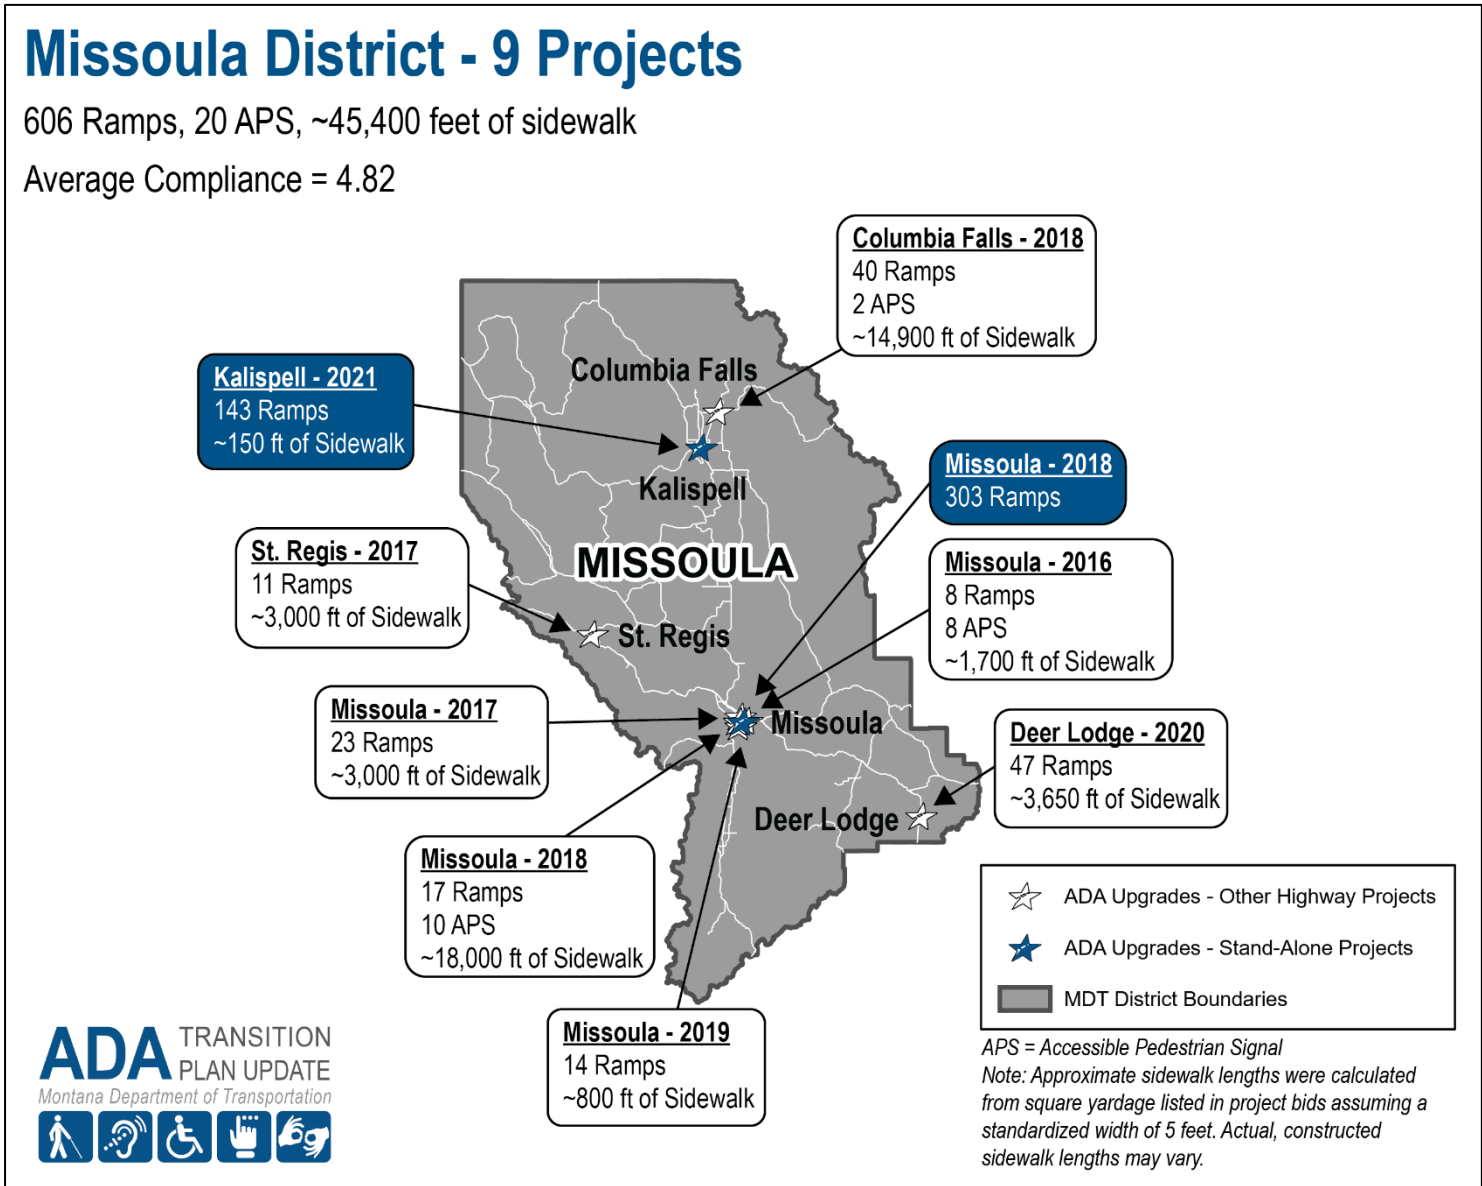 Missoula District - 9 Projects
606 Ramps, 20 APS, ~45,400 feet of sidewalk
Average Compliance = 4.82
Columbia Falls - 2018
40 Ramps
2 APS
~14,900 ft of Sidewalk
Kalispell - 2021
143 Ramps
~150 ft of Sidewalk
Columbia Falls
Kalispell
Missoula - 2018
303 Ramps
St. Regis - 2017
11 Ramps
~3,000 ft of Sidewalk
MISSOULA
Missoula - 2016
8 Ramps
8 APS
~1,700 ft of Sidewalk
St. Regis
Missoula - 2017
23 Ramps
~3,000 ft of Sidewalk
Missoula
Deer Lodge - 2020
47 Ramps
~3,650 ft of Sidewalk
Deer Lodge
Missoula - 2018
17 Ramps
10 APS
~18,000 ft of Sidewalk
Missoula - 2019
14 Ramps
~800 ft of Sidewalk
ADA Upgrades - Other Highway Projects
ADA Upgrades - Stand-Alone Projects
MDT District Boundaries
APS = Accessible Pedestrian Signal
Note: Approximate sidewalk lengths were calculated
from square yardage listed in project bids assuming a
standardized width of 5 feet. Actual, constructed
sidewalk lengths may vary.
ADA TRANSITION
PLAN UPDATE
Montana Department of Transportation